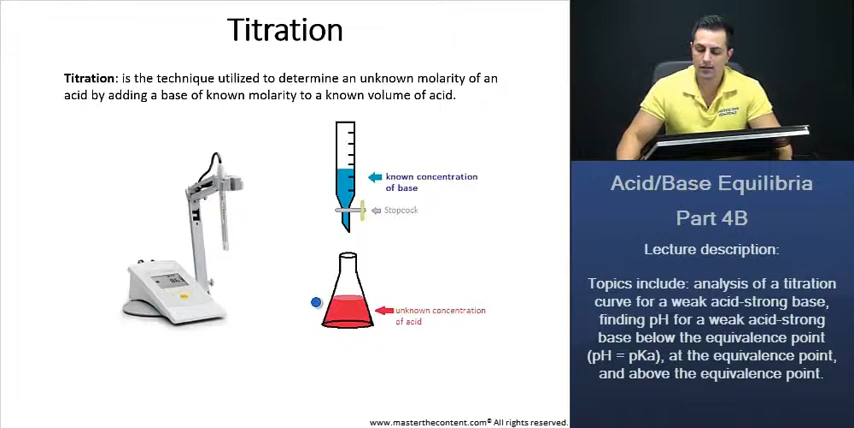 Titration
Titration: is the technique utilized to determine an unknown molarity of an
acid by adding a base of known molarity to a known volume of acid.
known concentration
of base
Stopcock
unknown concentration
of acid
www.masterthecontent.com© All rights reserved.
Acid/Base Equilibria
Part 4B
Lecture description:
Topics include: analysis of a titration
curve for a weak acid-strong base,
finding pH for a weak acid-strong
base below the equivalence point
(pH = pKa), at the equivalence point,
and above the equivalence point.